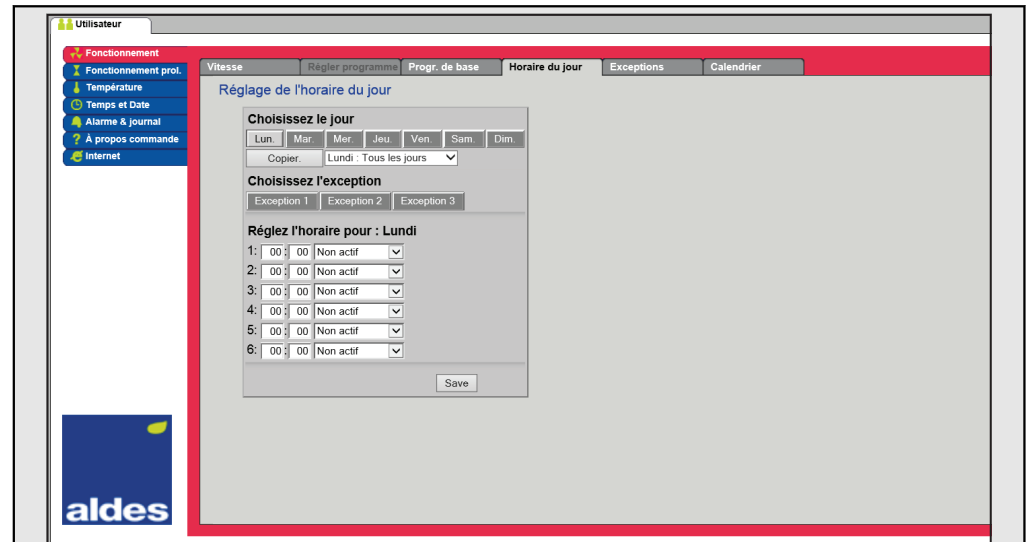 Utilisateur
Fonctionnement
Fonctionnement prol.
Température
Temps et Date
Alarme & journal
À propos commande
Internet
Vitesse
Régler programme
Progr. de base
Horaire du jour
Exceptions
Calendrier
Réglage de l'horaire du jour
Choisissez le jour
Lun. Mar. Mer. Jeu. Ven. Sam. Dim.
Copier. Lundi : Tous les jours
Choisissez l'exception
Exception 1 Exception 2 Exception 3
Réglez l'horaire pour : Lundi
1: 00 : 00 Non actif
2: 00 : 00 Non actif
3: 00 : 00 Non actif
4: 00 : 00 Non actif
5: 00 : 00 Non actif
6: 00 : 00 Non actif
Save
aldes